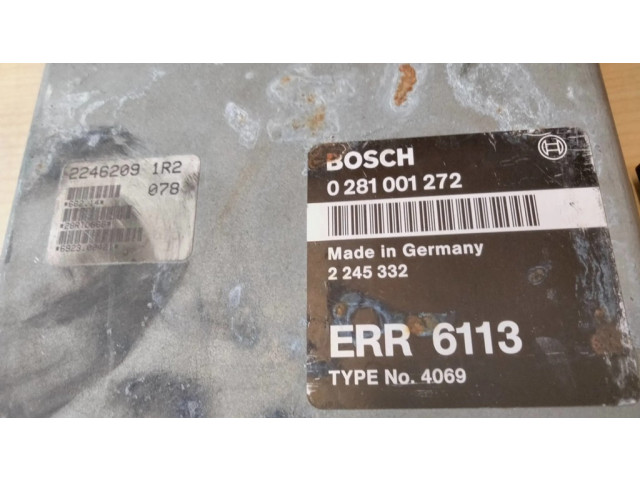 2246209 1R2
078
BOSCH
0 281 001 272
Made in Germany
2 245 332
ERR 6113
TYPE No. 4069